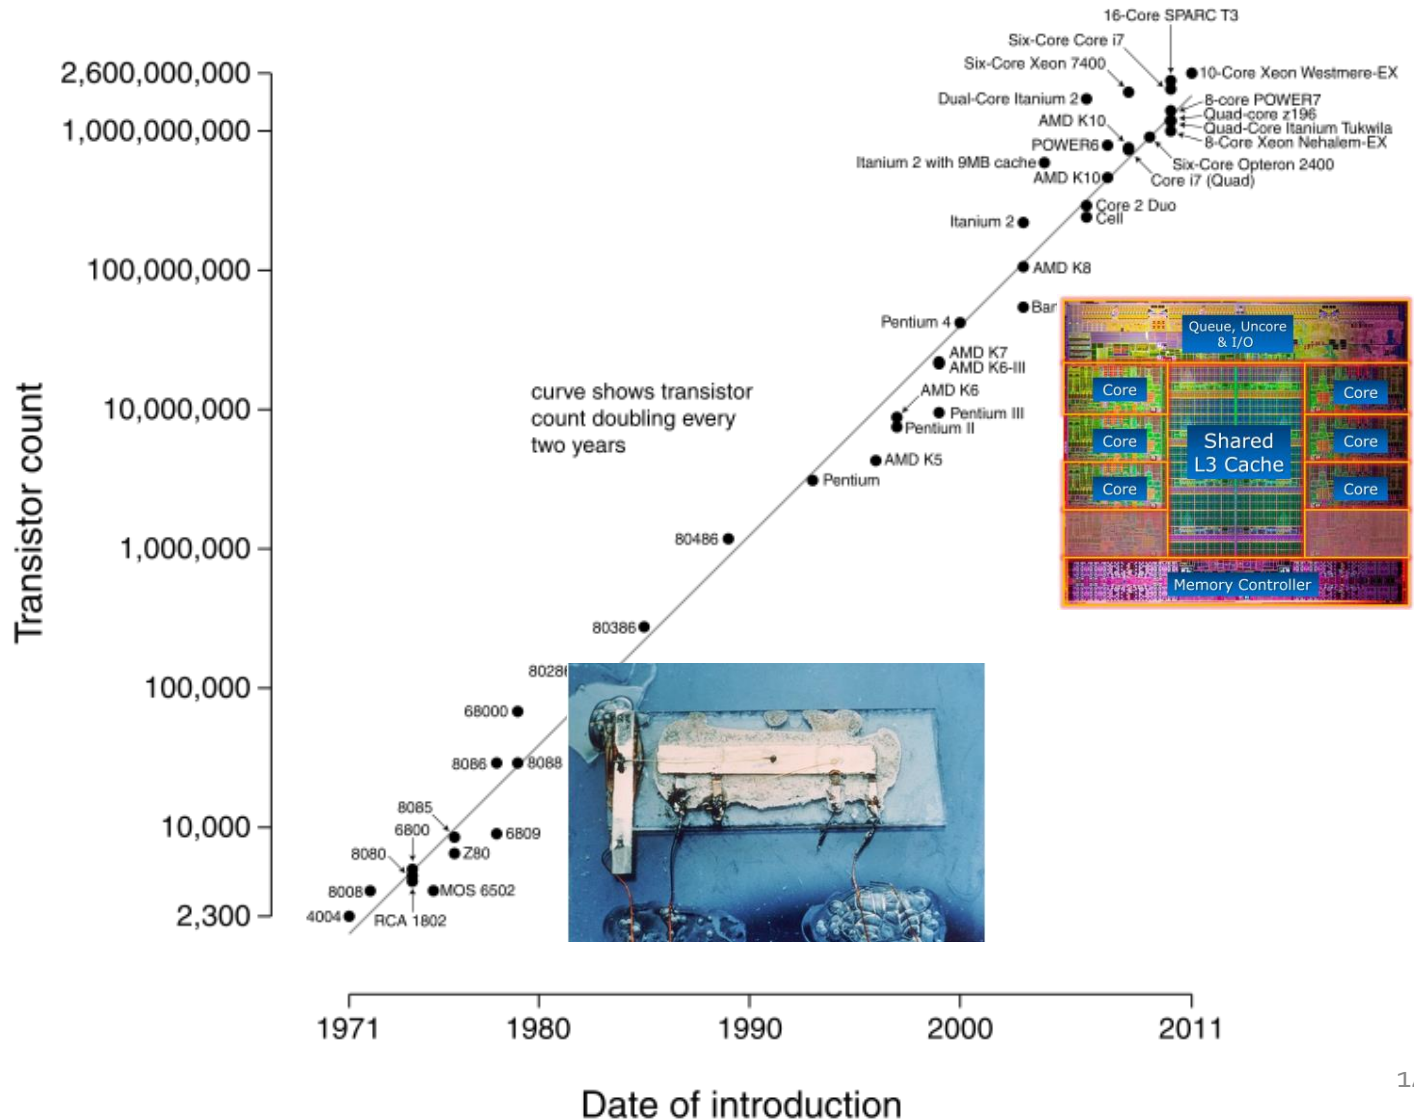 16-Core SPARC T3
Six-Core Core i7
Six-Core Xeon 7400
10-Core Xeon Westmere-EX
Dual-Core Itanium 2
8-core POWER7
Quad-core z196
AMD K10
Quad-Core Itanium Tukwila
POWER6
8-Core Xeon Nehalem-EX
Itanium 2 with 9MB cache
Six-Core Opteron 2400
AMD K10
Core i7 (Quad)
Core 2 Duo
Cell
Itanium 2
AMD K8
Pentium 4
AMD K7
AMD K6-III
AMD K6
Pentium III
Pentium II
AMD K5
Pentium
80486
80386
80286
68000
8086
8088
8085
6800
6809
8080
Z80
8008
MOS 6502
4004
RCA 1802
curve shows transistor
count doubling every
two years
Queue, Uncore
& I/O
Core
Core
Core
Core
Core
Core
Shared
L3 Cache
Memory Controller
Transistor count
2,600,000,000
1,000,000,000
100,000,000
10,000,000
1,000,000
100,000
10,000
2,300
1971
1980
1990
2000
2011
Date of introduction